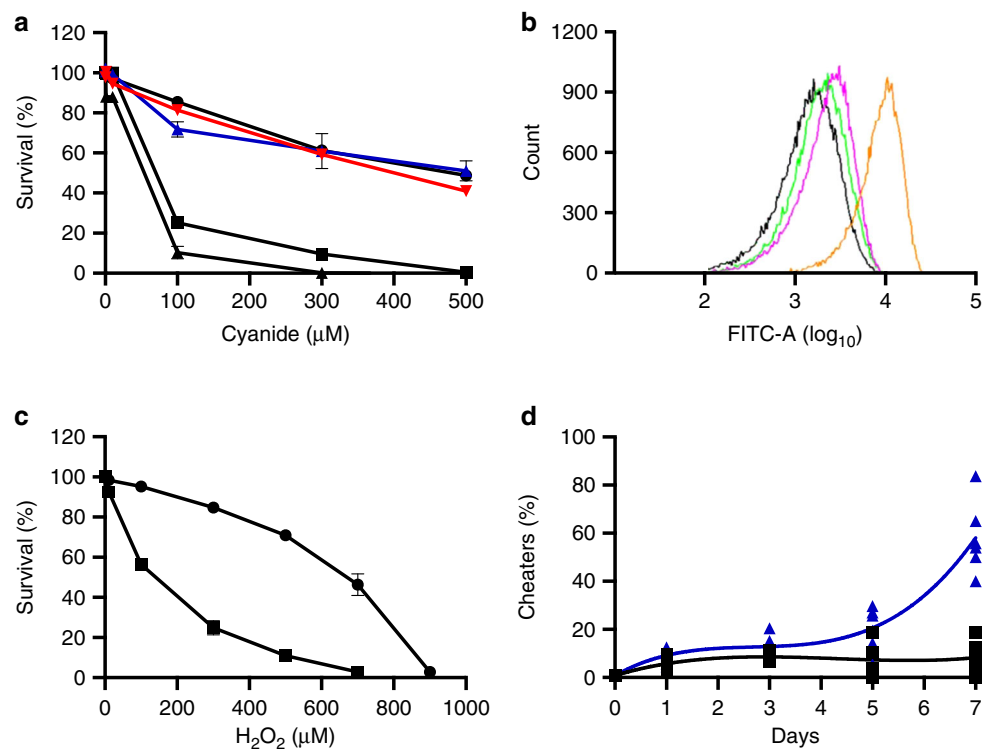 a
120
100
80
60
40
20
0
Survival (%)
0 100 200 300 400 500
Cyanide (μM)
b
1200
900
600
300
0
Count
2 3 4 5
FITC-A (log10)
c
120
100
80
60
40
20
0
Survival (%)
0 200 400 600 800 1000
H2O2 (μM)
d
100
80
60
40
20
0
Cheaters (%)
0 1 2 3 4 5 6 7
Days